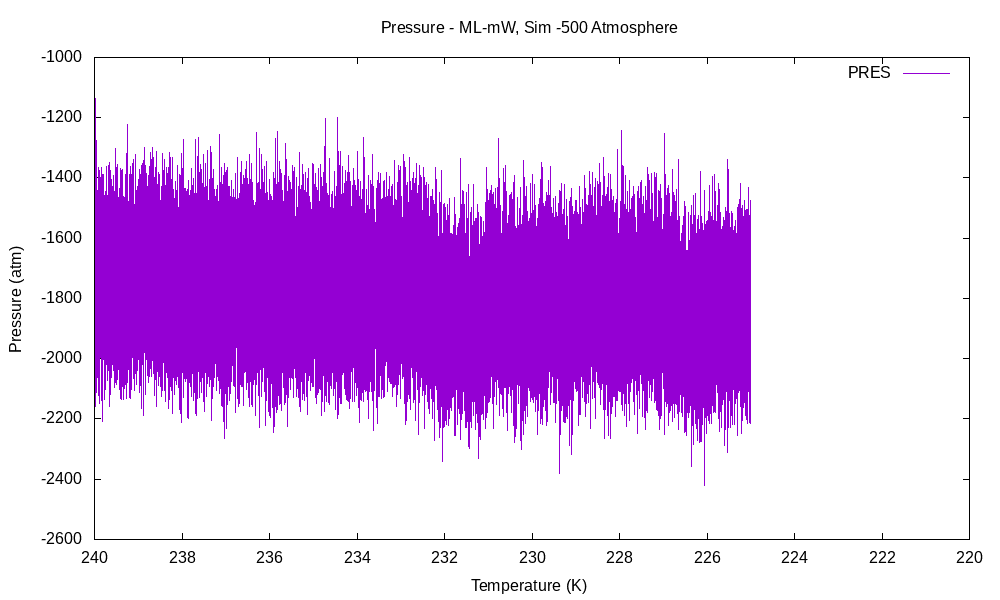 Pressure - ML-mW, Sim -500 Atmosphere
-1000
PRES
-1200
-1400
-1600
-1800
-2000
-2200
-2400
-2600
Pressure (atm)
240 238 236 234 232 230 228 226 224 222 220
Temperature (K)